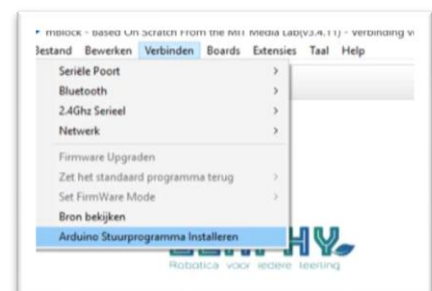 mBlock - Based On Scratch From the MIT Media Lab(v3.4.11) - Verbinding
Bestand Bewerken Verbinden Boards Extensies Taal Help
Seriële Poort >
Bluetooth >
2.4Ghz Serieel >
Netwerk >
Firmware Upgraden
Zet het standaard programma terug >
Set FirmWare Mode >
Bron bekijken
Arduino Stuurprogramma Installeren
Robotica voor iedere leerling